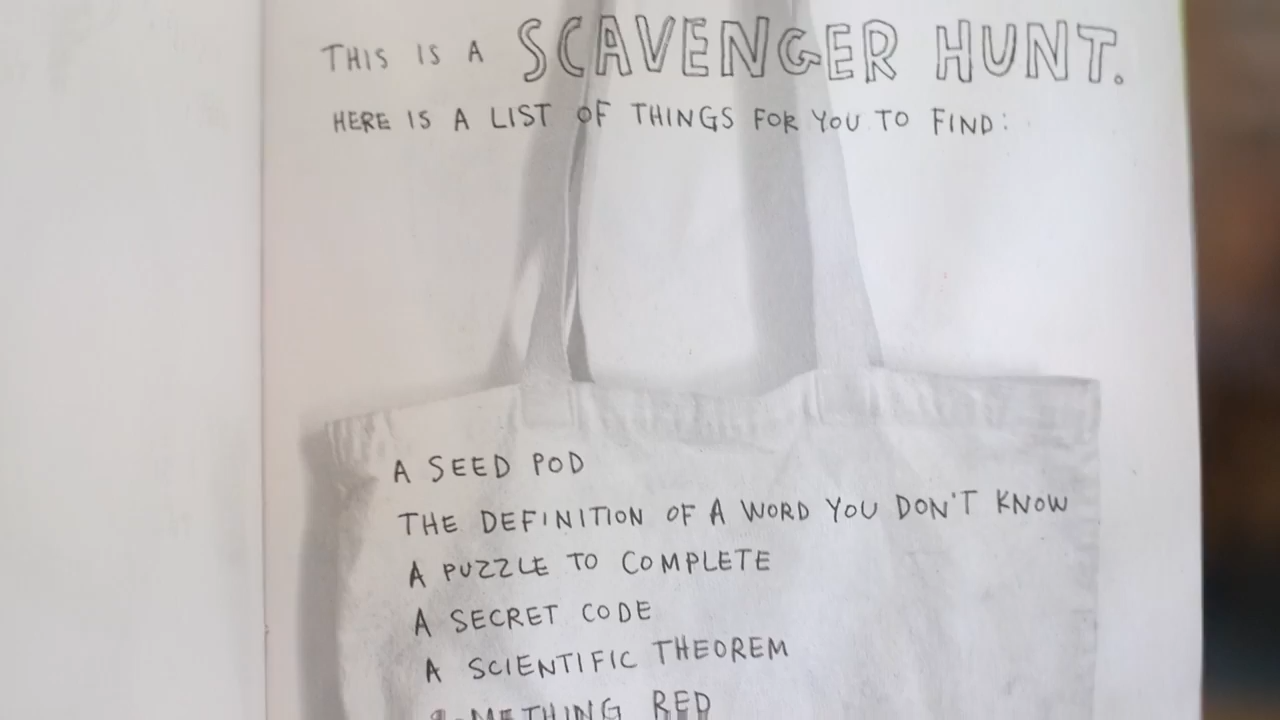 THIS IS A SCAVENGER HUNT.
HERE IS A LIST OF THINGS FOR YOU TO FIND:
A SEED POD
THE DEFINITION OF A WORD YOU DON'T KNOW
A PUZZLE TO COMPLETE
A SECRET CODE
A SCIENTIFIC THEOREM
SOMETHING RED